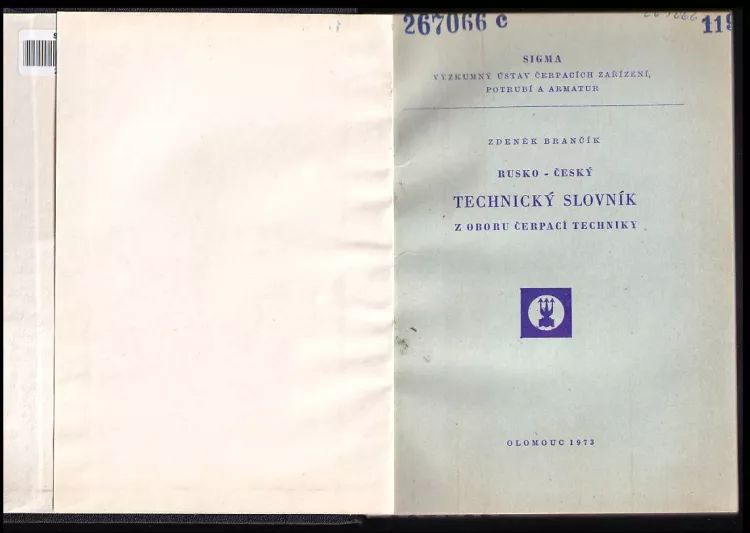 267066 c
267066
119
SIGMA
VÝZKUMNÝ ÚSTAV ČERPACÍCH ZAŘÍZENÍ,
POTRUBÍ A ARMATUR
ZDENĚK BRANČÍK
RUSKO - ČESKÝ
TECHNICKÝ SLOVNÍK
Z OBORU ČERPACÍ TECHNIKY
OLOMOUC 1973